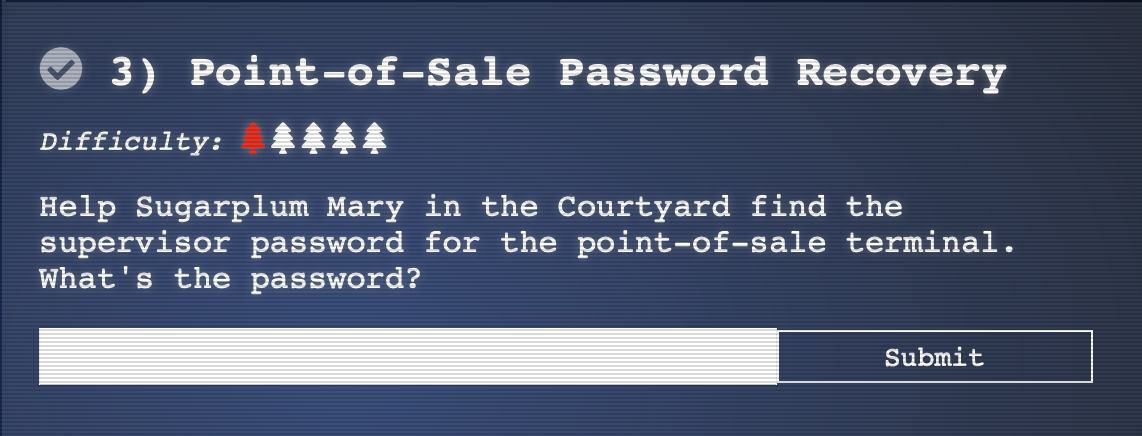 3) Point-of-Sale Password Recovery
Difficulty:
Help Sugarplum Mary in the Courtyard find the
supervisor password for the point-of-sale terminal.
What's the password?
Submit